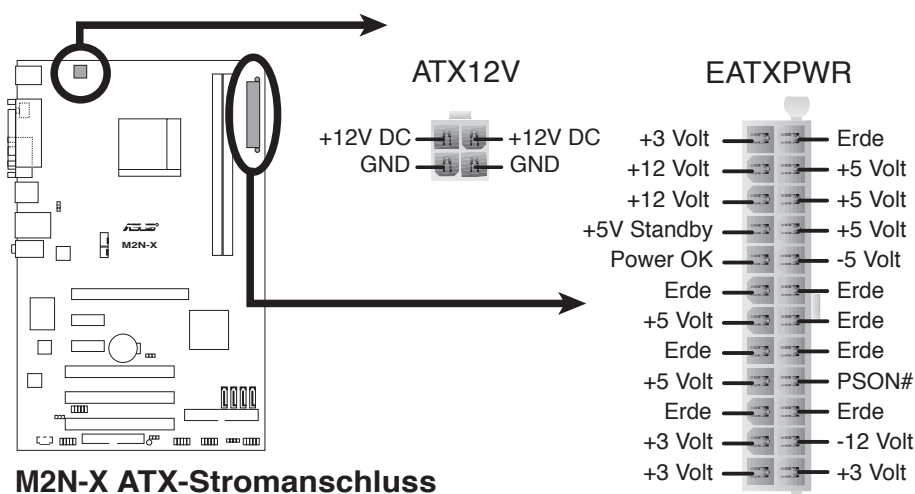 ATX12V
EATXPWR
+12V DC +12V DC
GND GND
+3 Volt Erde
+12 Volt +5 Volt
+12 Volt +5 Volt
+5V Standby +5 Volt
Power OK -5 Volt
Erde Erde
+5 Volt Erde
Erde Erde
+5 Volt PSON#
Erde Erde
+3 Volt -12 Volt
+3 Volt +3 Volt
ASUS
M2N-X
M2N-X ATX-Stromanschluss